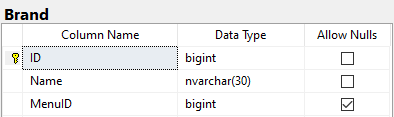 Brand
Column Name Data Type Allow Nulls
ID bigint
Name nvarchar(30)
MenuID bigint